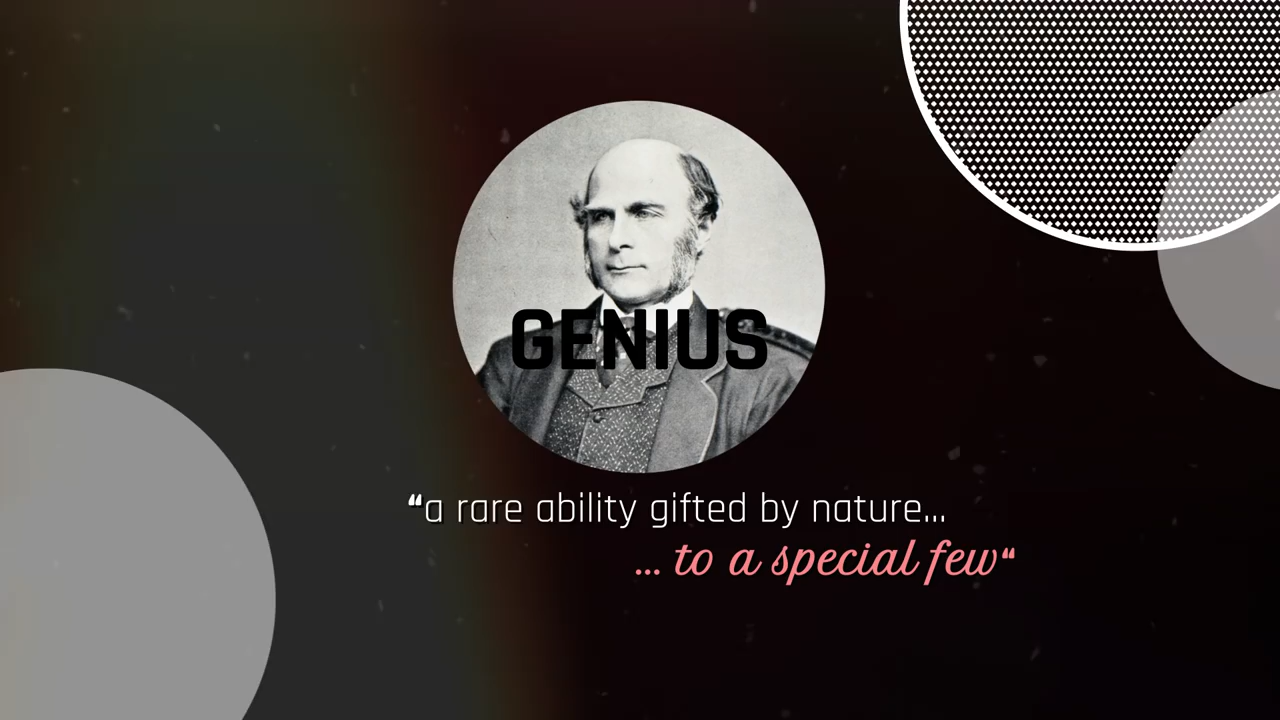 GENIUS
❝a rare ability gifted by nature...
... to a special few❝